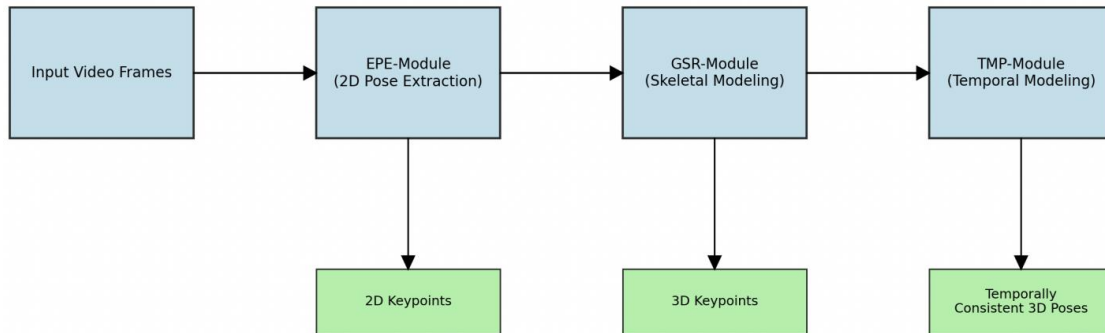 Input Video Frames
EPE-Module
(2D Pose Extraction)
GSR-Module
(Skeletal Modeling)
TMP-Module
(Temporal Modeling)
2D Keypoints
3D Keypoints
Temporally
Consistent 3D Poses